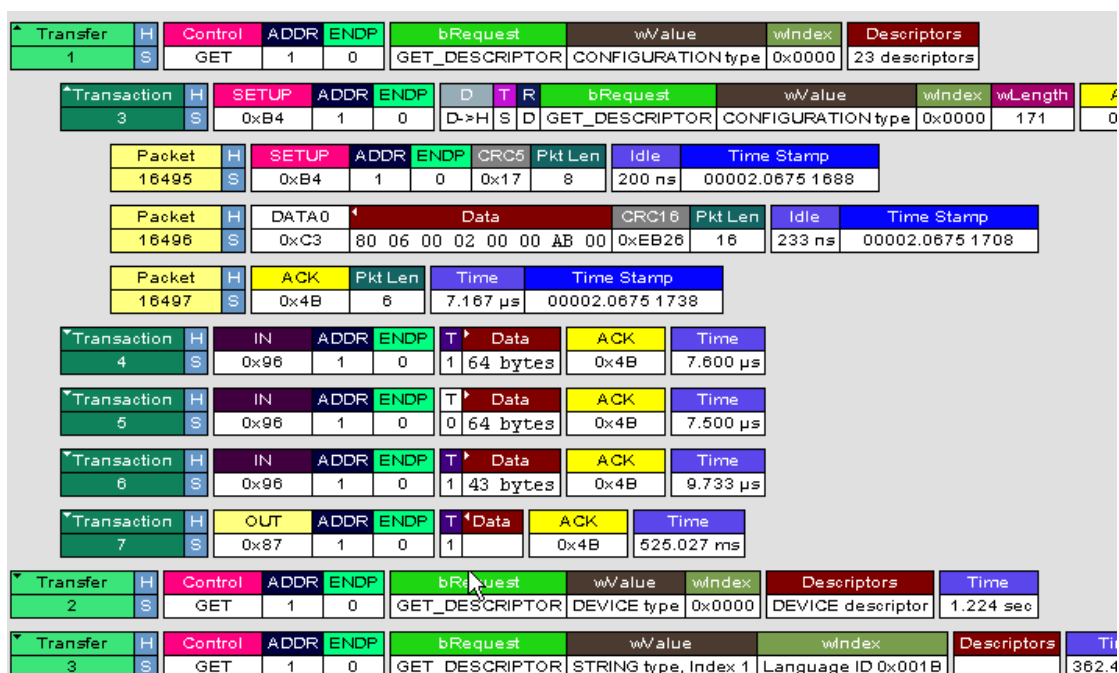 Transfer H Control ADDR ENDP bRequest wValue wIndex Descriptors
1 S GET 1 0 GET_DESCRIPTOR CONFIGURATION type 0x0000 23 descriptors
Transaction H SETUP ADDR ENDP D T R bRequest wValue wIndex wLength
3 S 0xB4 1 0 D->H S D GET_DESCRIPTOR CONFIGURATION type 0x0000 171
Packet H SETUP ADDR ENDP CRC5 Pkt Len Idle Time Stamp
16495 S 0xB4 1 0 0x17 8 200 ns 00002.0675 1688
Packet H DATA0 Data CRC16 Pkt Len Idle Time Stamp
16496 S 0xC3 80 06 00 02 00 00 AB 00 0xEB26 16 233 ns 00002.0675 1708
Packet H ACK Pkt Len Time Time Stamp
16497 S 0x4B 6 7.167 µs 00002.0675 1738
Transaction H IN ADDR ENDP T Data ACK Time
4 S 0x96 1 0 1 64 bytes 0x4B 7.600 µs
Transaction H IN ADDR ENDP T Data ACK Time
5 S 0x96 1 0 0 64 bytes 0x4B 7.500 µs
Transaction H IN ADDR ENDP T Data ACK Time
6 S 0x96 1 0 1 43 bytes 0x4B 9.733 µs
Transaction H OUT ADDR ENDP T Data ACK Time
7 S 0x87 1 0 1 0x4B 525.027 ms
Transfer H Control ADDR ENDP bRequest wValue wIndex Descriptors Time
2 S GET 1 0 GET_DESCRIPTOR DEVICE type 0x0000 DEVICE descriptor 1.224 sec
Transfer H Control ADDR ENDP bRequest wValue wIndex Descriptors
3 S GET 1 0 GET_DESCRIPTOR STRING type, Index 1 Language ID 0x001B 362.4